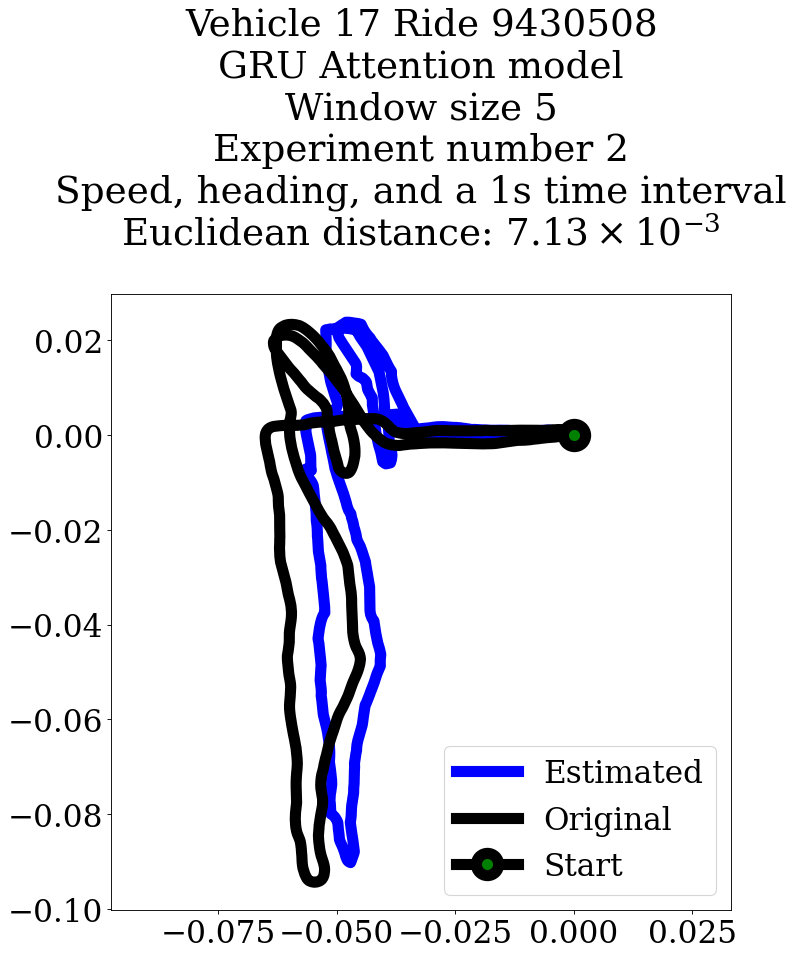 Vehicle 17 Ride 9430508
GRU Attention model
Window size 5
Experiment number 2
Speed, heading, and a 1s time interval
Euclidean distance: 7.13 × 10⁻³
0.02
0.00
−0.02
−0.04
−0.06
−0.08
−0.10
Estimated
Original
Start
−0.075 −0.050 −0.025 0.000 0.025